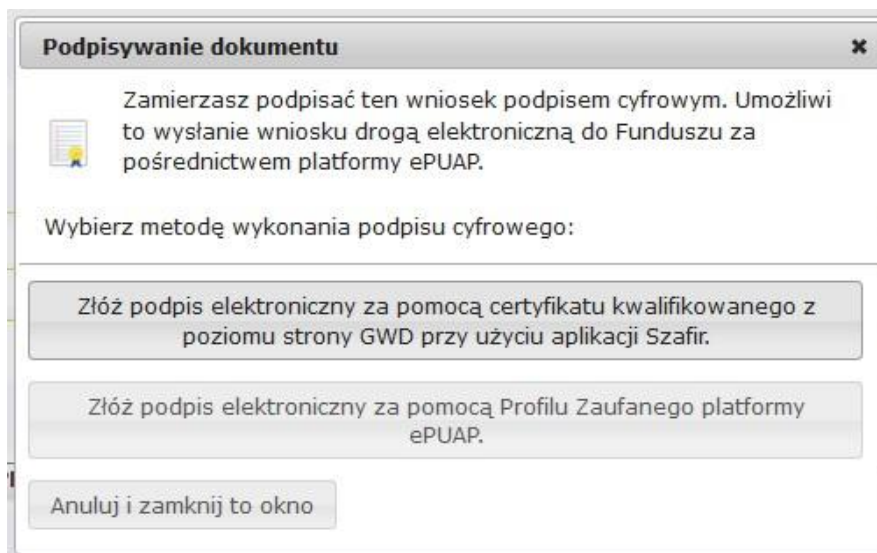 Podpisywanie dokumentu
Zamierzasz podpisać ten wniosek podpisem cyfrowym. Umożliwi
to wysłanie wniosku drogą elektroniczną do Funduszu za
pośrednictwem platformy ePUAP.
Wybierz metodę wykonania podpisu cyfrowego:
Złóż podpis elektroniczny za pomocą certyfikatu kwalifikowanego z
poziomu strony GWD przy użyciu aplikacji Szafir.
Złóż podpis elektroniczny za pomocą Profilu Zaufanego platformy
ePUAP.
Anuluj i zamknij to okno